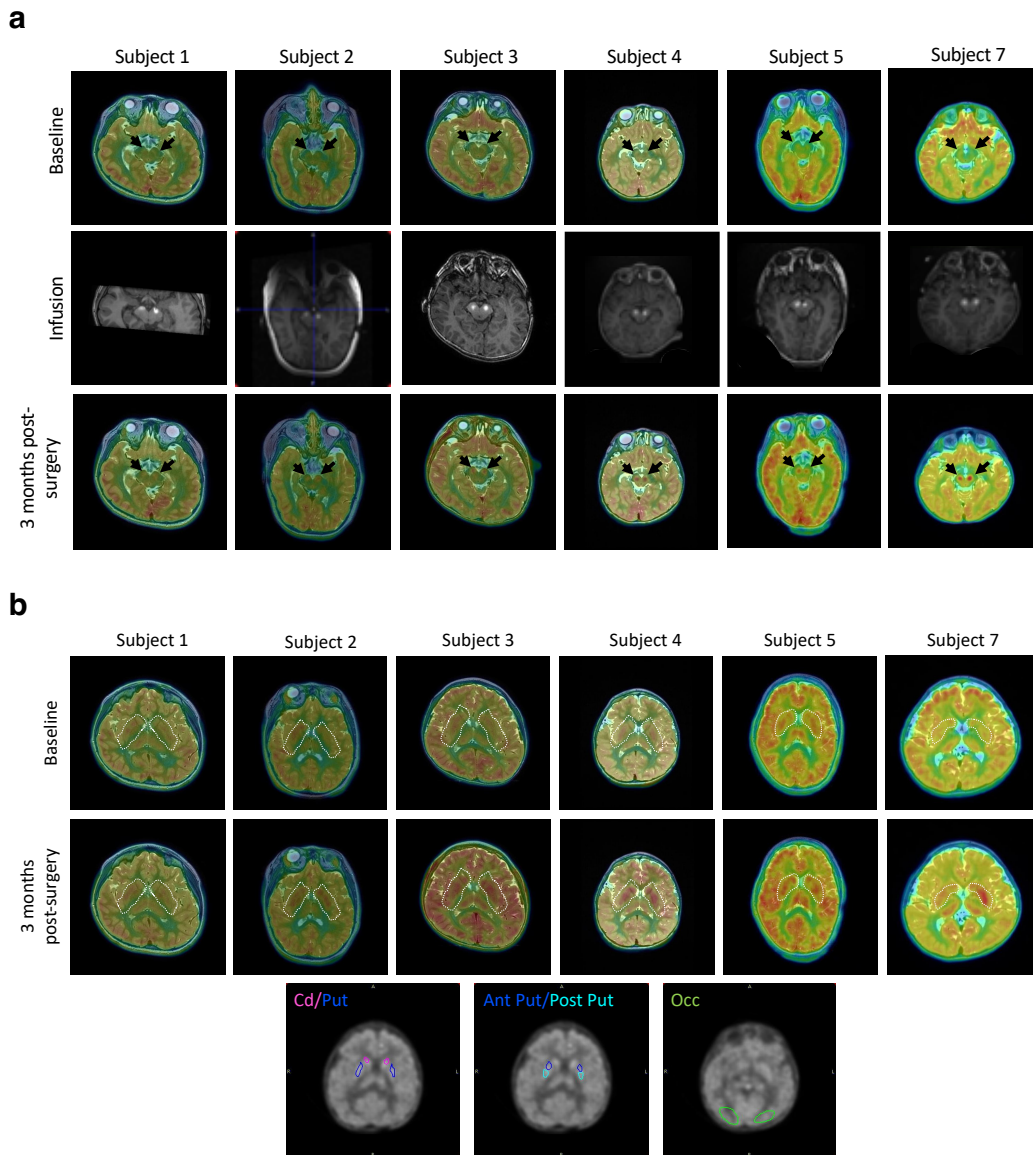 a
Subject 1 Subject 2 Subject 3 Subject 4 Subject 5 Subject 7
Baseline
Infusion
3 months post-
surgery
b
Subject 1 Subject 2 Subject 3 Subject 4 Subject 5 Subject 7
Baseline
3 months
post-surgery
Cd/Put
Ant Put/Post Put
Occ
A A A
R L R L R L